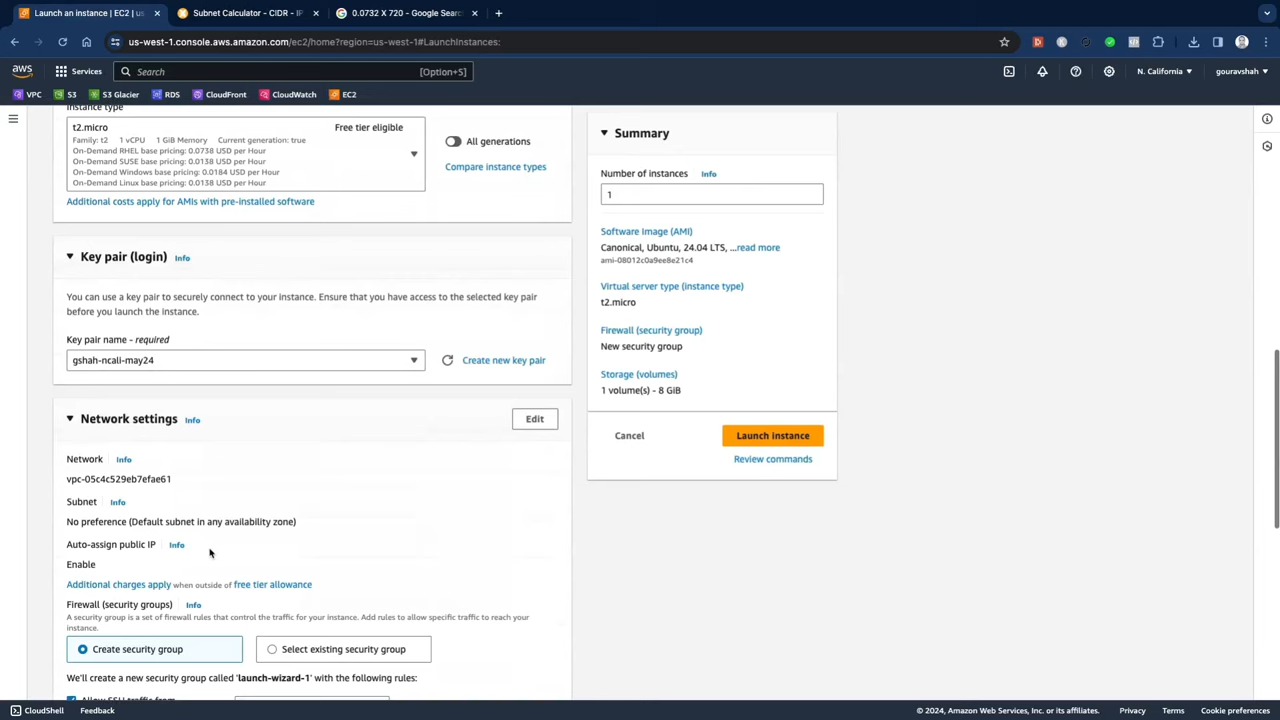 Launch an instance | EC2 | us
Subnet Calculator - CIDR - IP
0.0732 X 720 - Google Searc
us-west-1.console.aws.amazon.com/ec2/home?region=us-west-1#LaunchInstances:
aws
Services
Search
[Option+S]
N. California
gouravshah
VPC
S3
S3 Glacier
RDS
CloudFront
CloudWatch
EC2
Instance type
t2.micro
Free tier eligible
Family: t2 1 vCPU 1 GiB Memory Current generation: true
On-Demand RHEL base pricing: 0.0738 USD per Hour
On-Demand SUSE base pricing: 0.0138 USD per Hour
On-Demand Windows base pricing: 0.0184 USD per Hour
On-Demand Linux base pricing: 0.0138 USD per Hour
All generations
Compare instance types
Additional costs apply for AMIs with pre-installed software
Key pair (login) Info
You can use a key pair to securely connect to your instance. Ensure that you have access to the selected key pair
before you launch the instance.
Key pair name - required
gshah-ncali-may24
Create new key pair
Network settings Info
Edit
Network Info
vpc-05c4c529eb7efae61
Subnet Info
No preference (Default subnet in any availability zone)
Auto-assign public IP Info
Enable
Additional charges apply when outside of free tier allowance
Firewall (security groups) Info
A security group is a set of firewall rules that control the traffic for your instance. Add rules to allow specific traffic to reach your
instance.
Create security group
Select existing security group
We'll create a new security group called 'launch-wizard-1' with the following rules:
Allow SSH traffic from
Summary
Number of instances Info
1
Software Image (AMI)
Canonical, Ubuntu, 24.04 LTS, ...read more
ami-08012c0a9ee8e21c4
Virtual server type (instance type)
t2.micro
Firewall (security group)
New security group
Storage (volumes)
1 volume(s) - 8 GiB
Cancel
Launch instance
Review commands
CloudShell
Feedback
© 2024, Amazon Web Services, Inc. or its affiliates.
Privacy
Terms
Cookie preferences